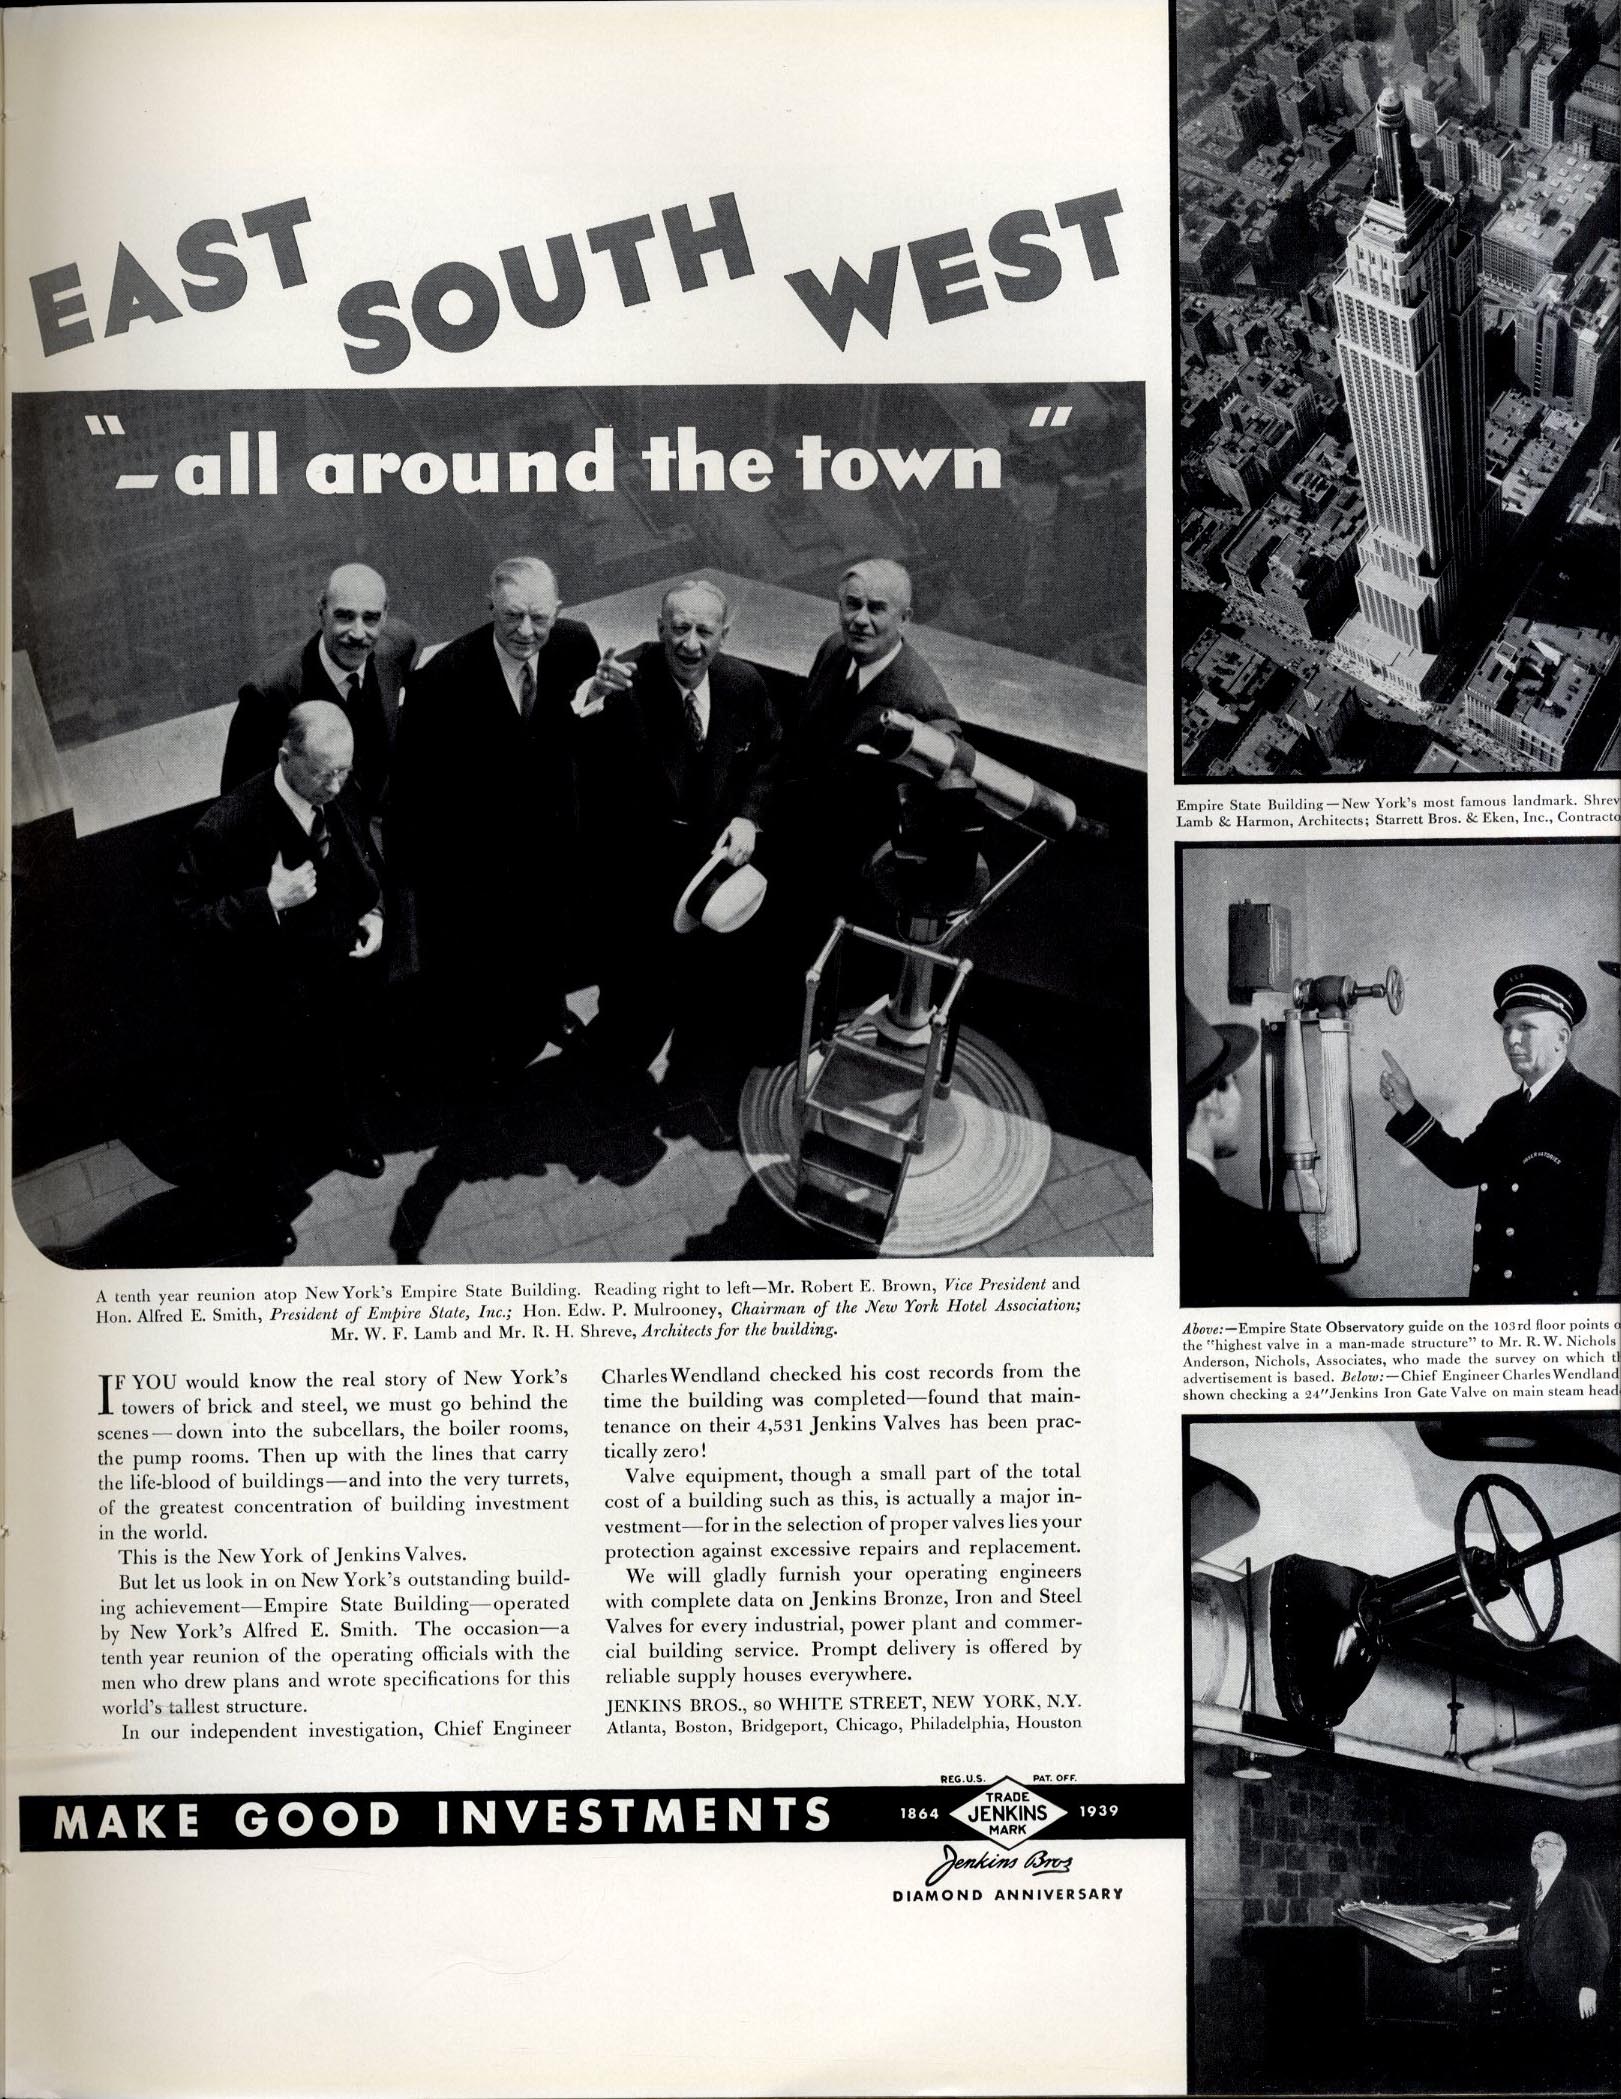 EAST SOUTH WEST
"–all around the town"
A tenth year reunion atop New York's Empire State Building. Reading right to left—Mr. Robert E. Brown, Vice President and
Hon. Alfred E. Smith, President of Empire State, Inc.; Hon. Edw. P. Mulrooney, Chairman of the New York Hotel Association;
Mr. W. F. Lamb and Mr. R. H. Shreve, Architects for the building.
IF YOU would know the real story of New York's
towers of brick and steel, we must go behind the
scenes—down into the subcellars, the boiler rooms,
the pump rooms. Then up with the lines that carry
the life-blood of buildings—and into the very turrets,
of the greatest concentration of building investment
in the world.
This is the New York of Jenkins Valves.
But let us look in on New York's outstanding build-
ing achievement—Empire State Building—operated
by New York's Alfred E. Smith. The occasion—a
tenth year reunion of the operating officials with the
men who drew plans and wrote specifications for this
world's tallest structure.
In our independent investigation, Chief Engineer
Charles Wendland checked his cost records from the
time the building was completed—found that main-
tenance on their 4,531 Jenkins Valves has been prac-
tically zero!
Valve equipment, though a small part of the total
cost of a building such as this, is actually a major in-
vestment—for in the selection of proper valves lies your
protection against excessive repairs and replacement.
We will gladly furnish your operating engineers
with complete data on Jenkins Bronze, Iron and Steel
Valves for every industrial, power plant and commer-
cial building service. Prompt delivery is offered by
reliable supply houses everywhere.
JENKINS BROS., 80 WHITE STREET, NEW YORK, N.Y.
Atlanta, Boston, Bridgeport, Chicago, Philadelphia, Houston
MAKE GOOD INVESTMENTS
REG. U.S. PAT. OFF.
1864 TRADE JENKINS MARK 1939
Jenkins Bros
DIAMOND ANNIVERSARY
Empire State Building—New York's most famous landmark. Shrev
Lamb & Harmon, Architects; Starrett Bros. & Eken, Inc., Contracto
OBSERVATORIES
Above:—Empire State Observatory guide on the 103rd floor points o
the "highest valve in a man-made structure" to Mr. R. W. Nichols
Anderson, Nichols, Associates, who made the survey on which th
advertisement is based. Below:—Chief Engineer Charles Wendland
shown checking a 24" Jenkins Iron Gate Valve on main steam head